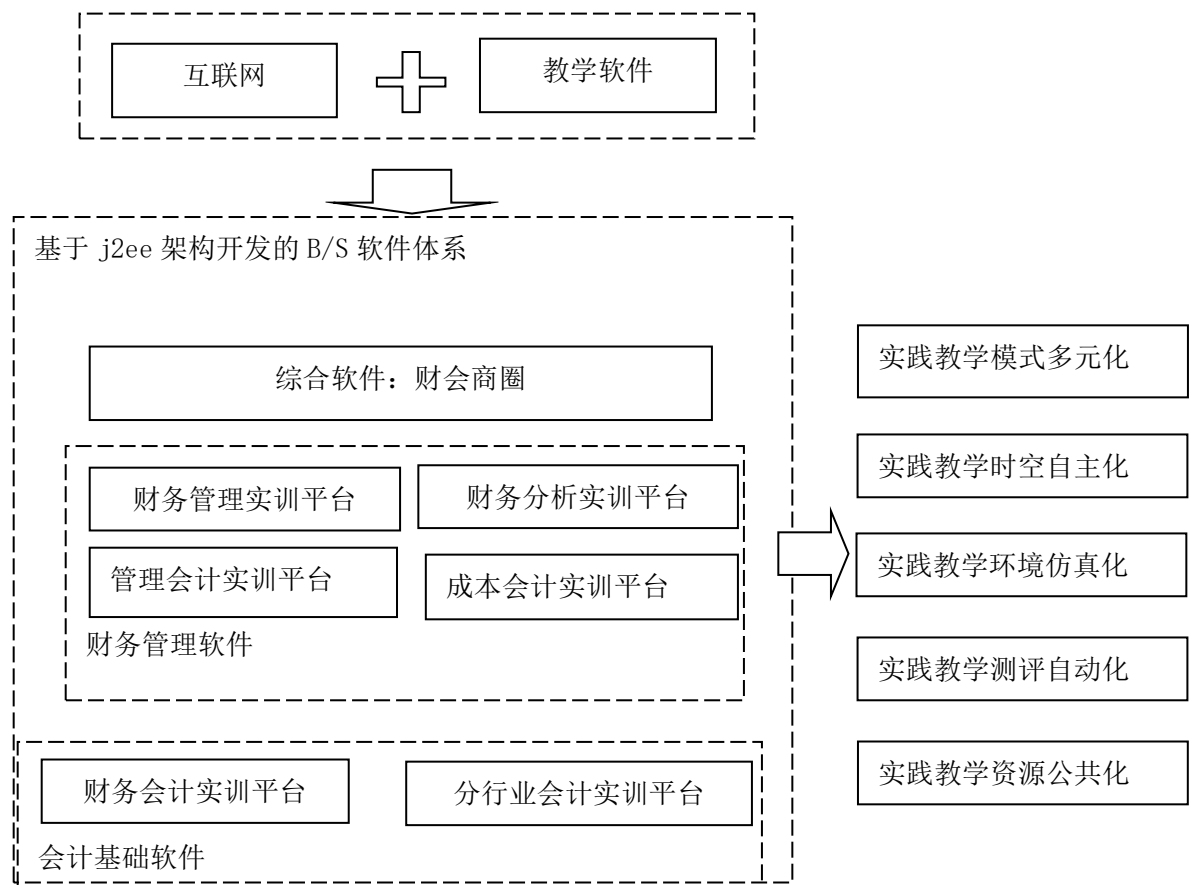 互联网
教学软件
基于 j2ee 架构开发的 B/S 软件体系
综合软件：财会商圈
财务管理实训平台
财务分析实训平台
管理会计实训平台
成本会计实训平台
财务管理软件
财务会计实训平台
分行业会计实训平台
会计基础软件
实践教学模式多元化
实践教学时空自主化
实践教学环境仿真化
实践教学测评自动化
实践教学资源公共化